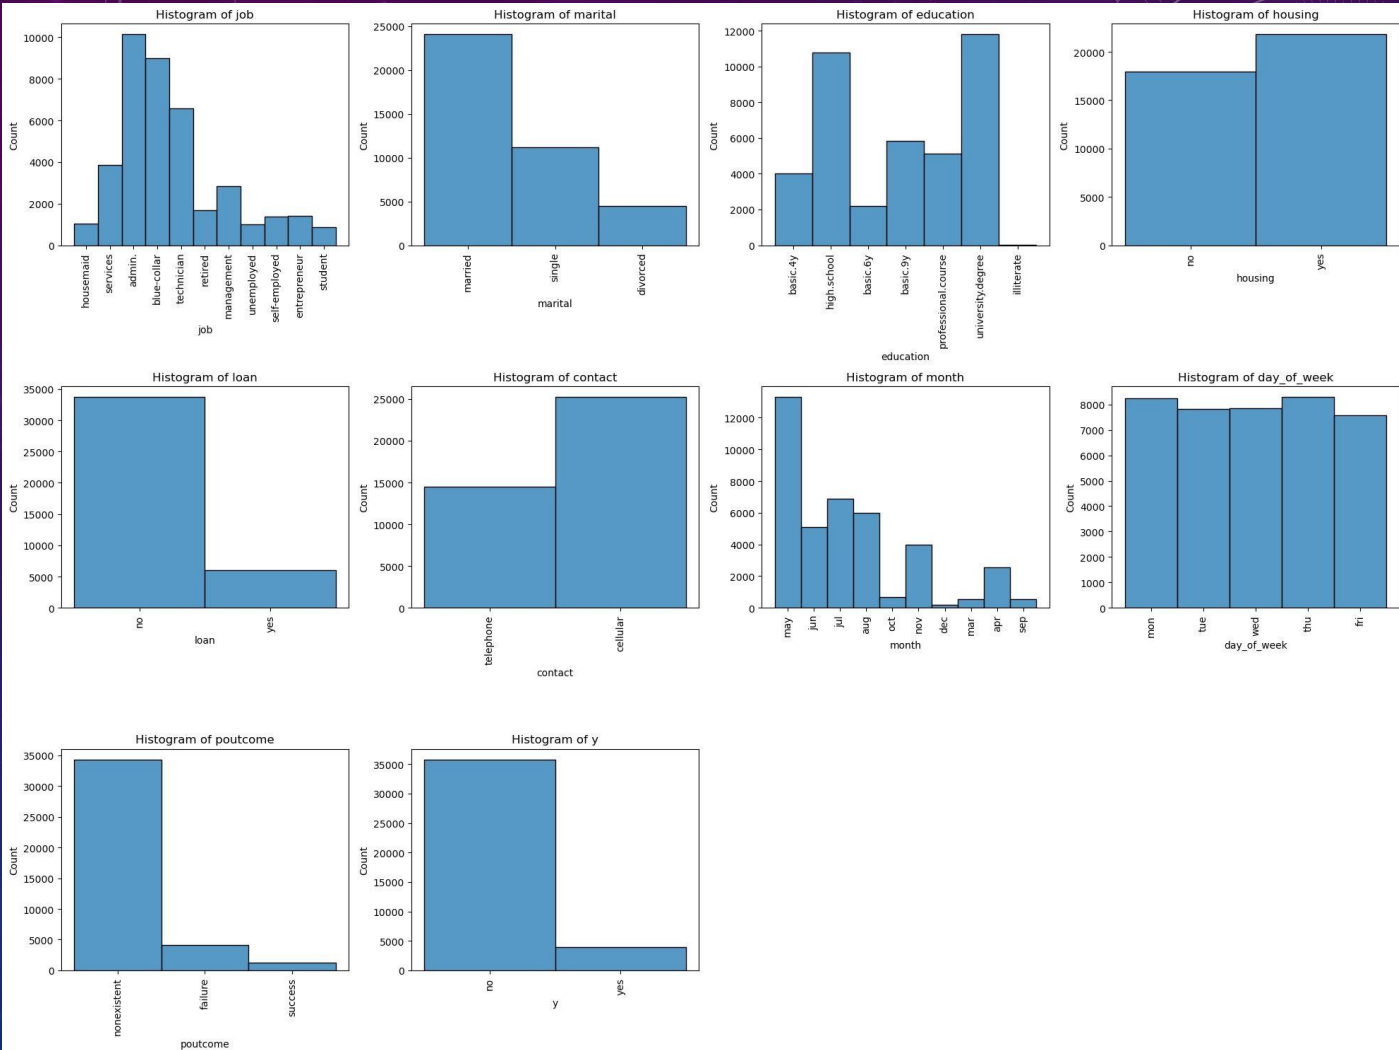 Histogram of job
10000
8000
6000
4000
2000
0
Count
housemaid
services
admin.
blue-collar
technician
retired
management
unemployed
self-employed
entrepreneur
student
job
Histogram of marital
25000
20000
15000
10000
5000
0
Count
married
single
divorced
marital
Histogram of education
12000
10000
8000
6000
4000
2000
0
Count
basic.4y
high.school
basic.6y
basic.9y
professional.course
university.degree
illiterate
education
Histogram of housing
20000
15000
10000
5000
0
Count
no
yes
housing
Histogram of loan
35000
30000
25000
20000
15000
10000
5000
0
Count
no
yes
loan
Histogram of contact
25000
20000
15000
10000
5000
0
Count
telephone
cellular
contact
Histogram of month
12000
10000
8000
6000
4000
2000
0
Count
may
jun
jul
aug
oct
nov
dec
mar
apr
sep
month
Histogram of day_of_week
8000
7000
6000
5000
4000
3000
2000
1000
0
Count
mon
tue
wed
thu
fri
day_of_week
Histogram of poutcome
35000
30000
25000
20000
15000
10000
5000
0
Count
nonexistent
failure
success
poutcome
Histogram of y
35000
30000
25000
20000
15000
10000
5000
0
Count
no
yes
y